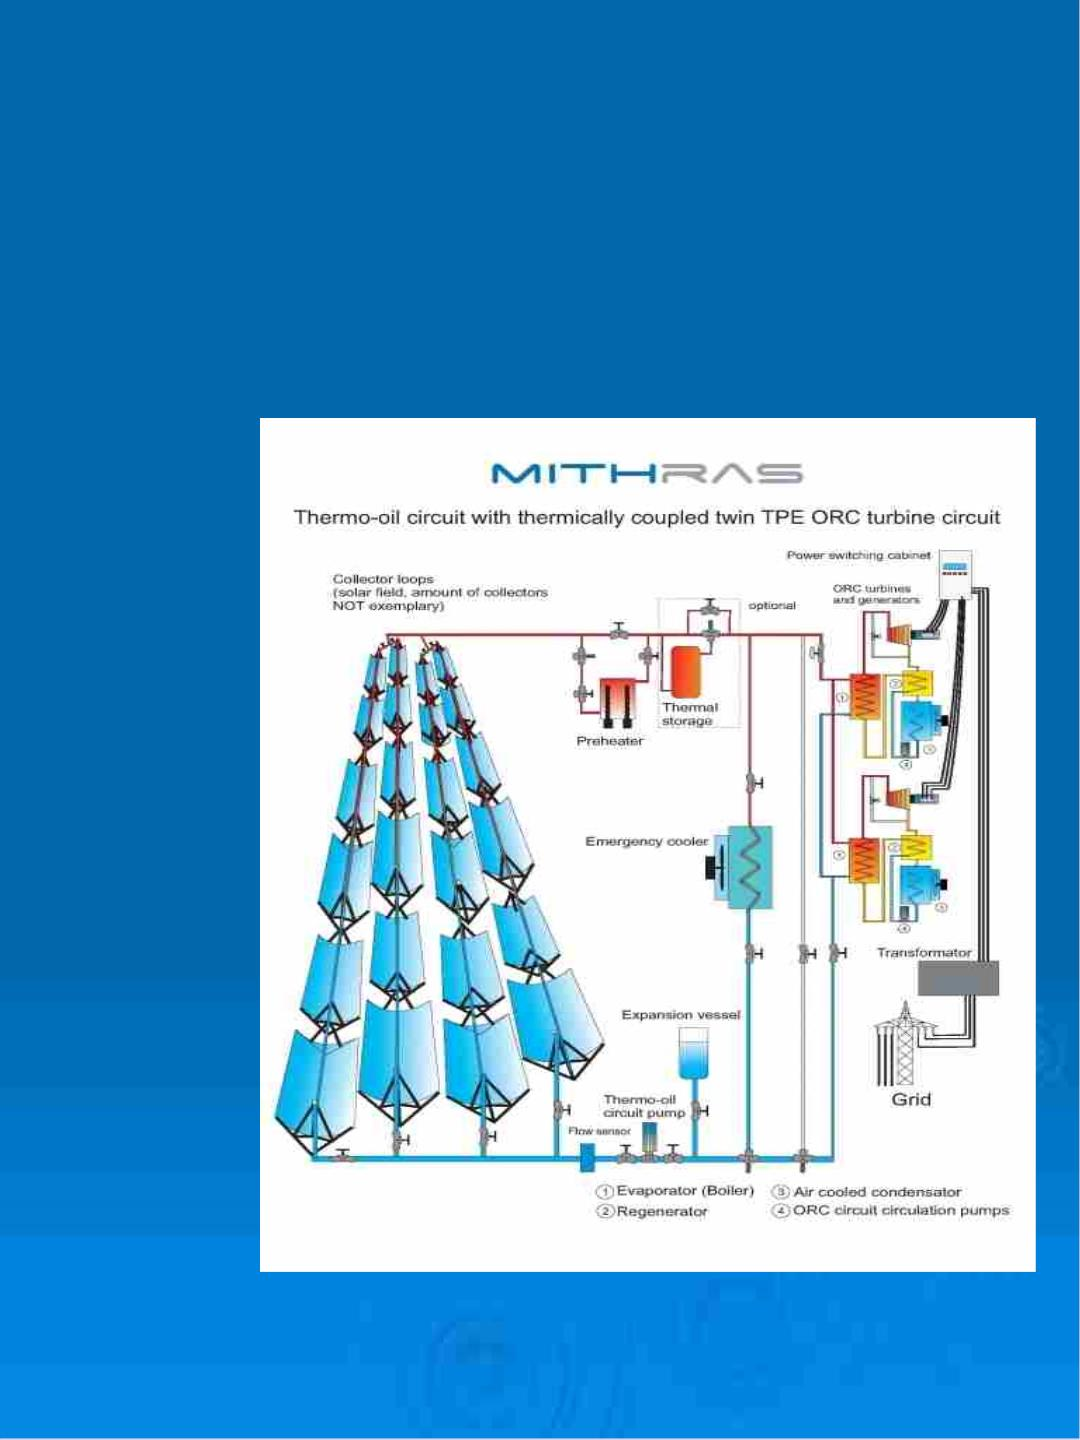 MITHRAS
Thermo-oil circuit with thermically coupled twin TPE ORC turbine circuit
Power switching cabinet
Collector loops
(solar field, amount of collectors
NOT exemplary)
ORC turbines
and generators
optional
Thermal
storage
Preheater
Emergency cooler
Transformator
Expansion vessel
Thermo-oil
circuit pump
Flow sensor
Grid
1 Evaporator (Boiler)
3 Air cooled condensator
2 Regenerator
4 ORC circuit circulation pumps